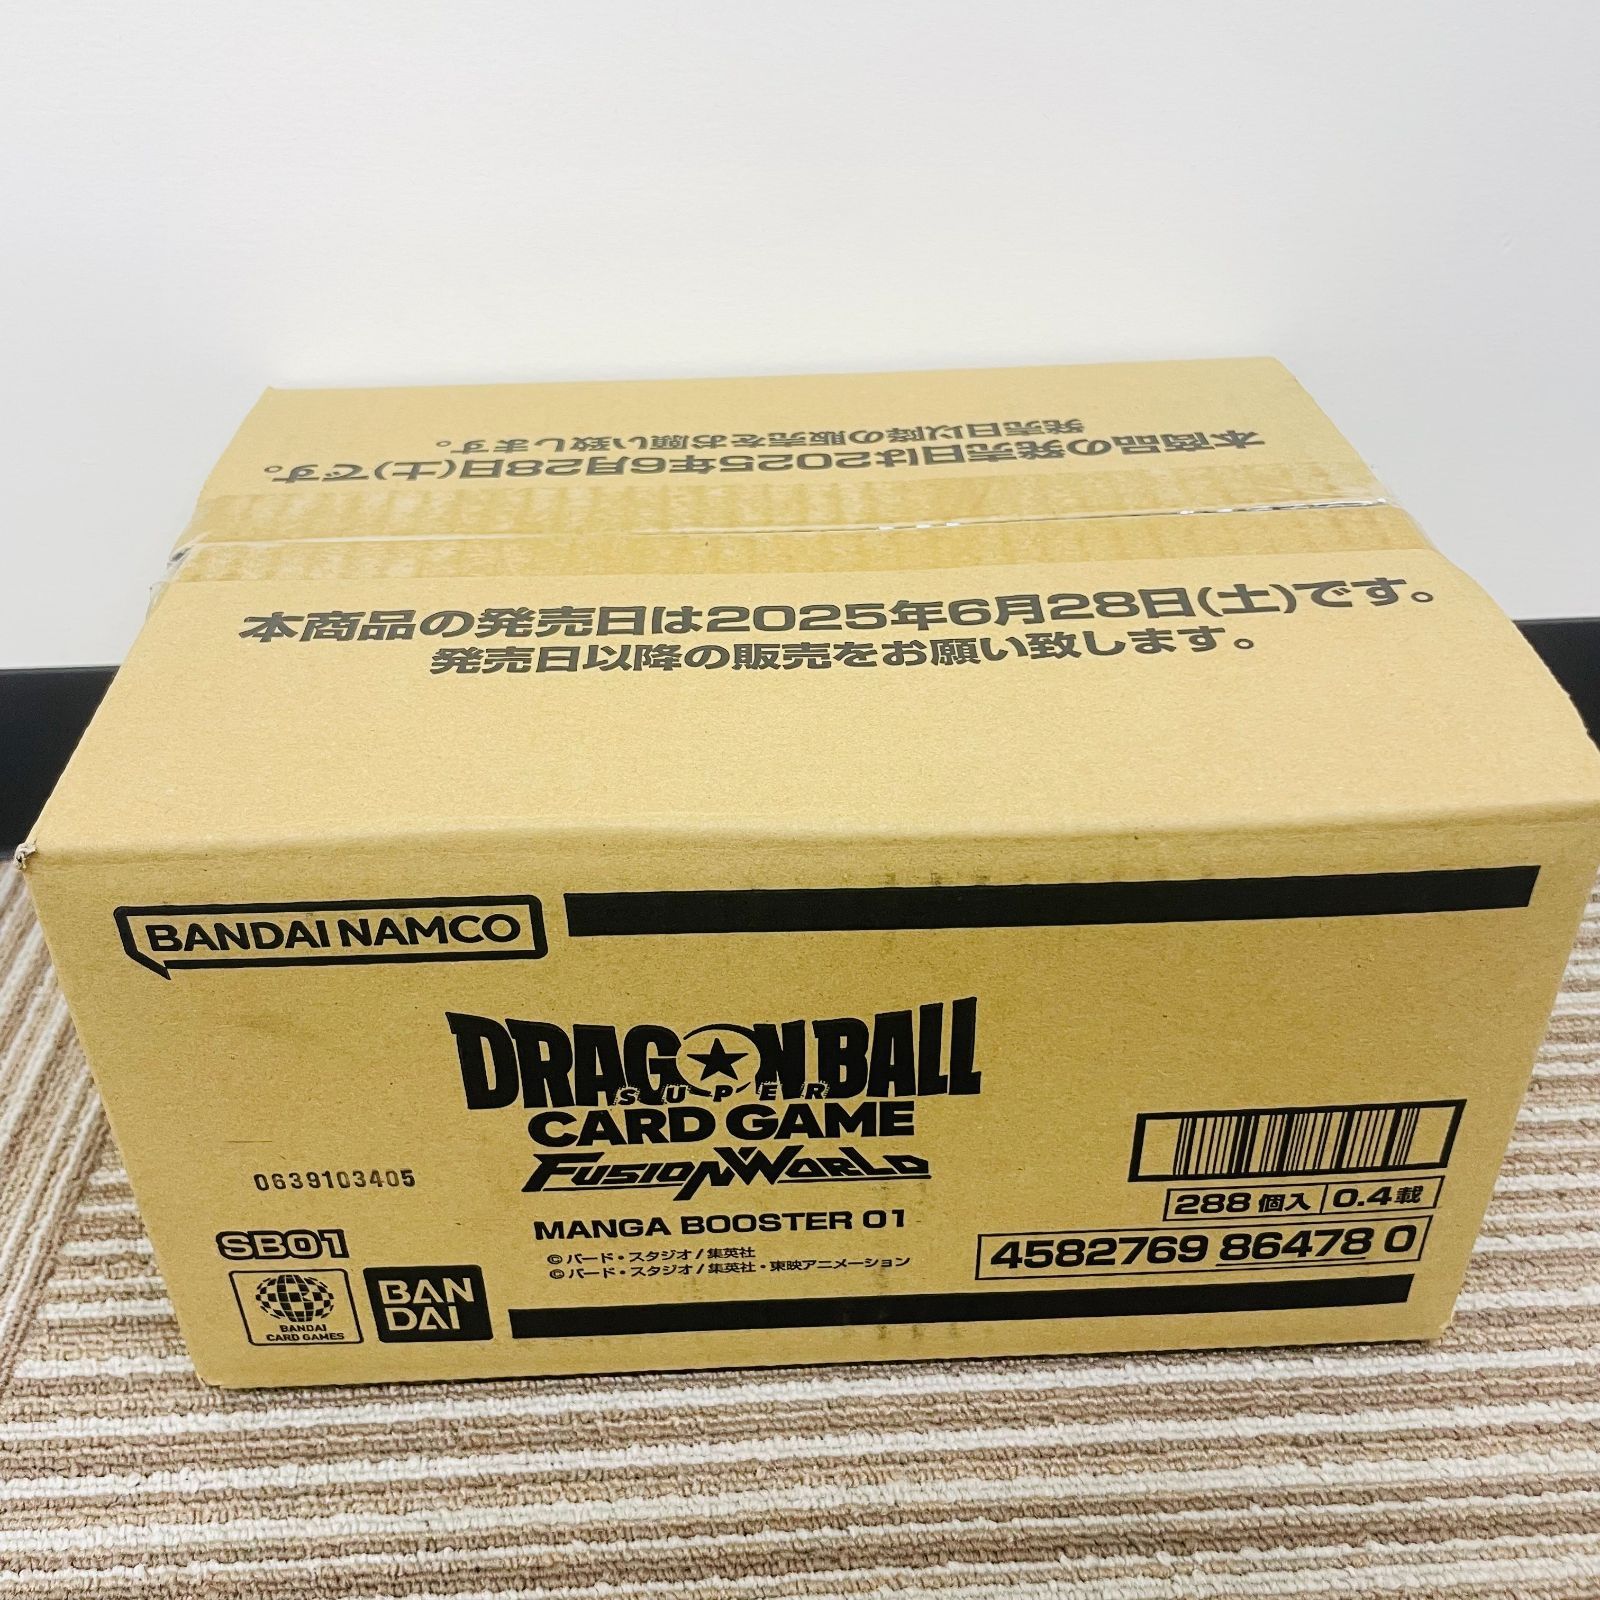 本商品の発売日は2025年6月28日(土)です。
発売日以降の販売をお願い致します。
本商品の発売日は2025年6月28日(土)です。
発売日以降の販売をお願い致します。
BANDAI NAMCO
DRAGON BALL
SUPER
CARD GAME
FUSION WORLD
MANGA BOOSTER 01
©バード・スタジオ/集英社
©バード・スタジオ/集英社・東映アニメーション
0639103405
SB01
BANDAI
CARD GAMES
BAN
DAI
288個入 0.4載
4582769 86478 0